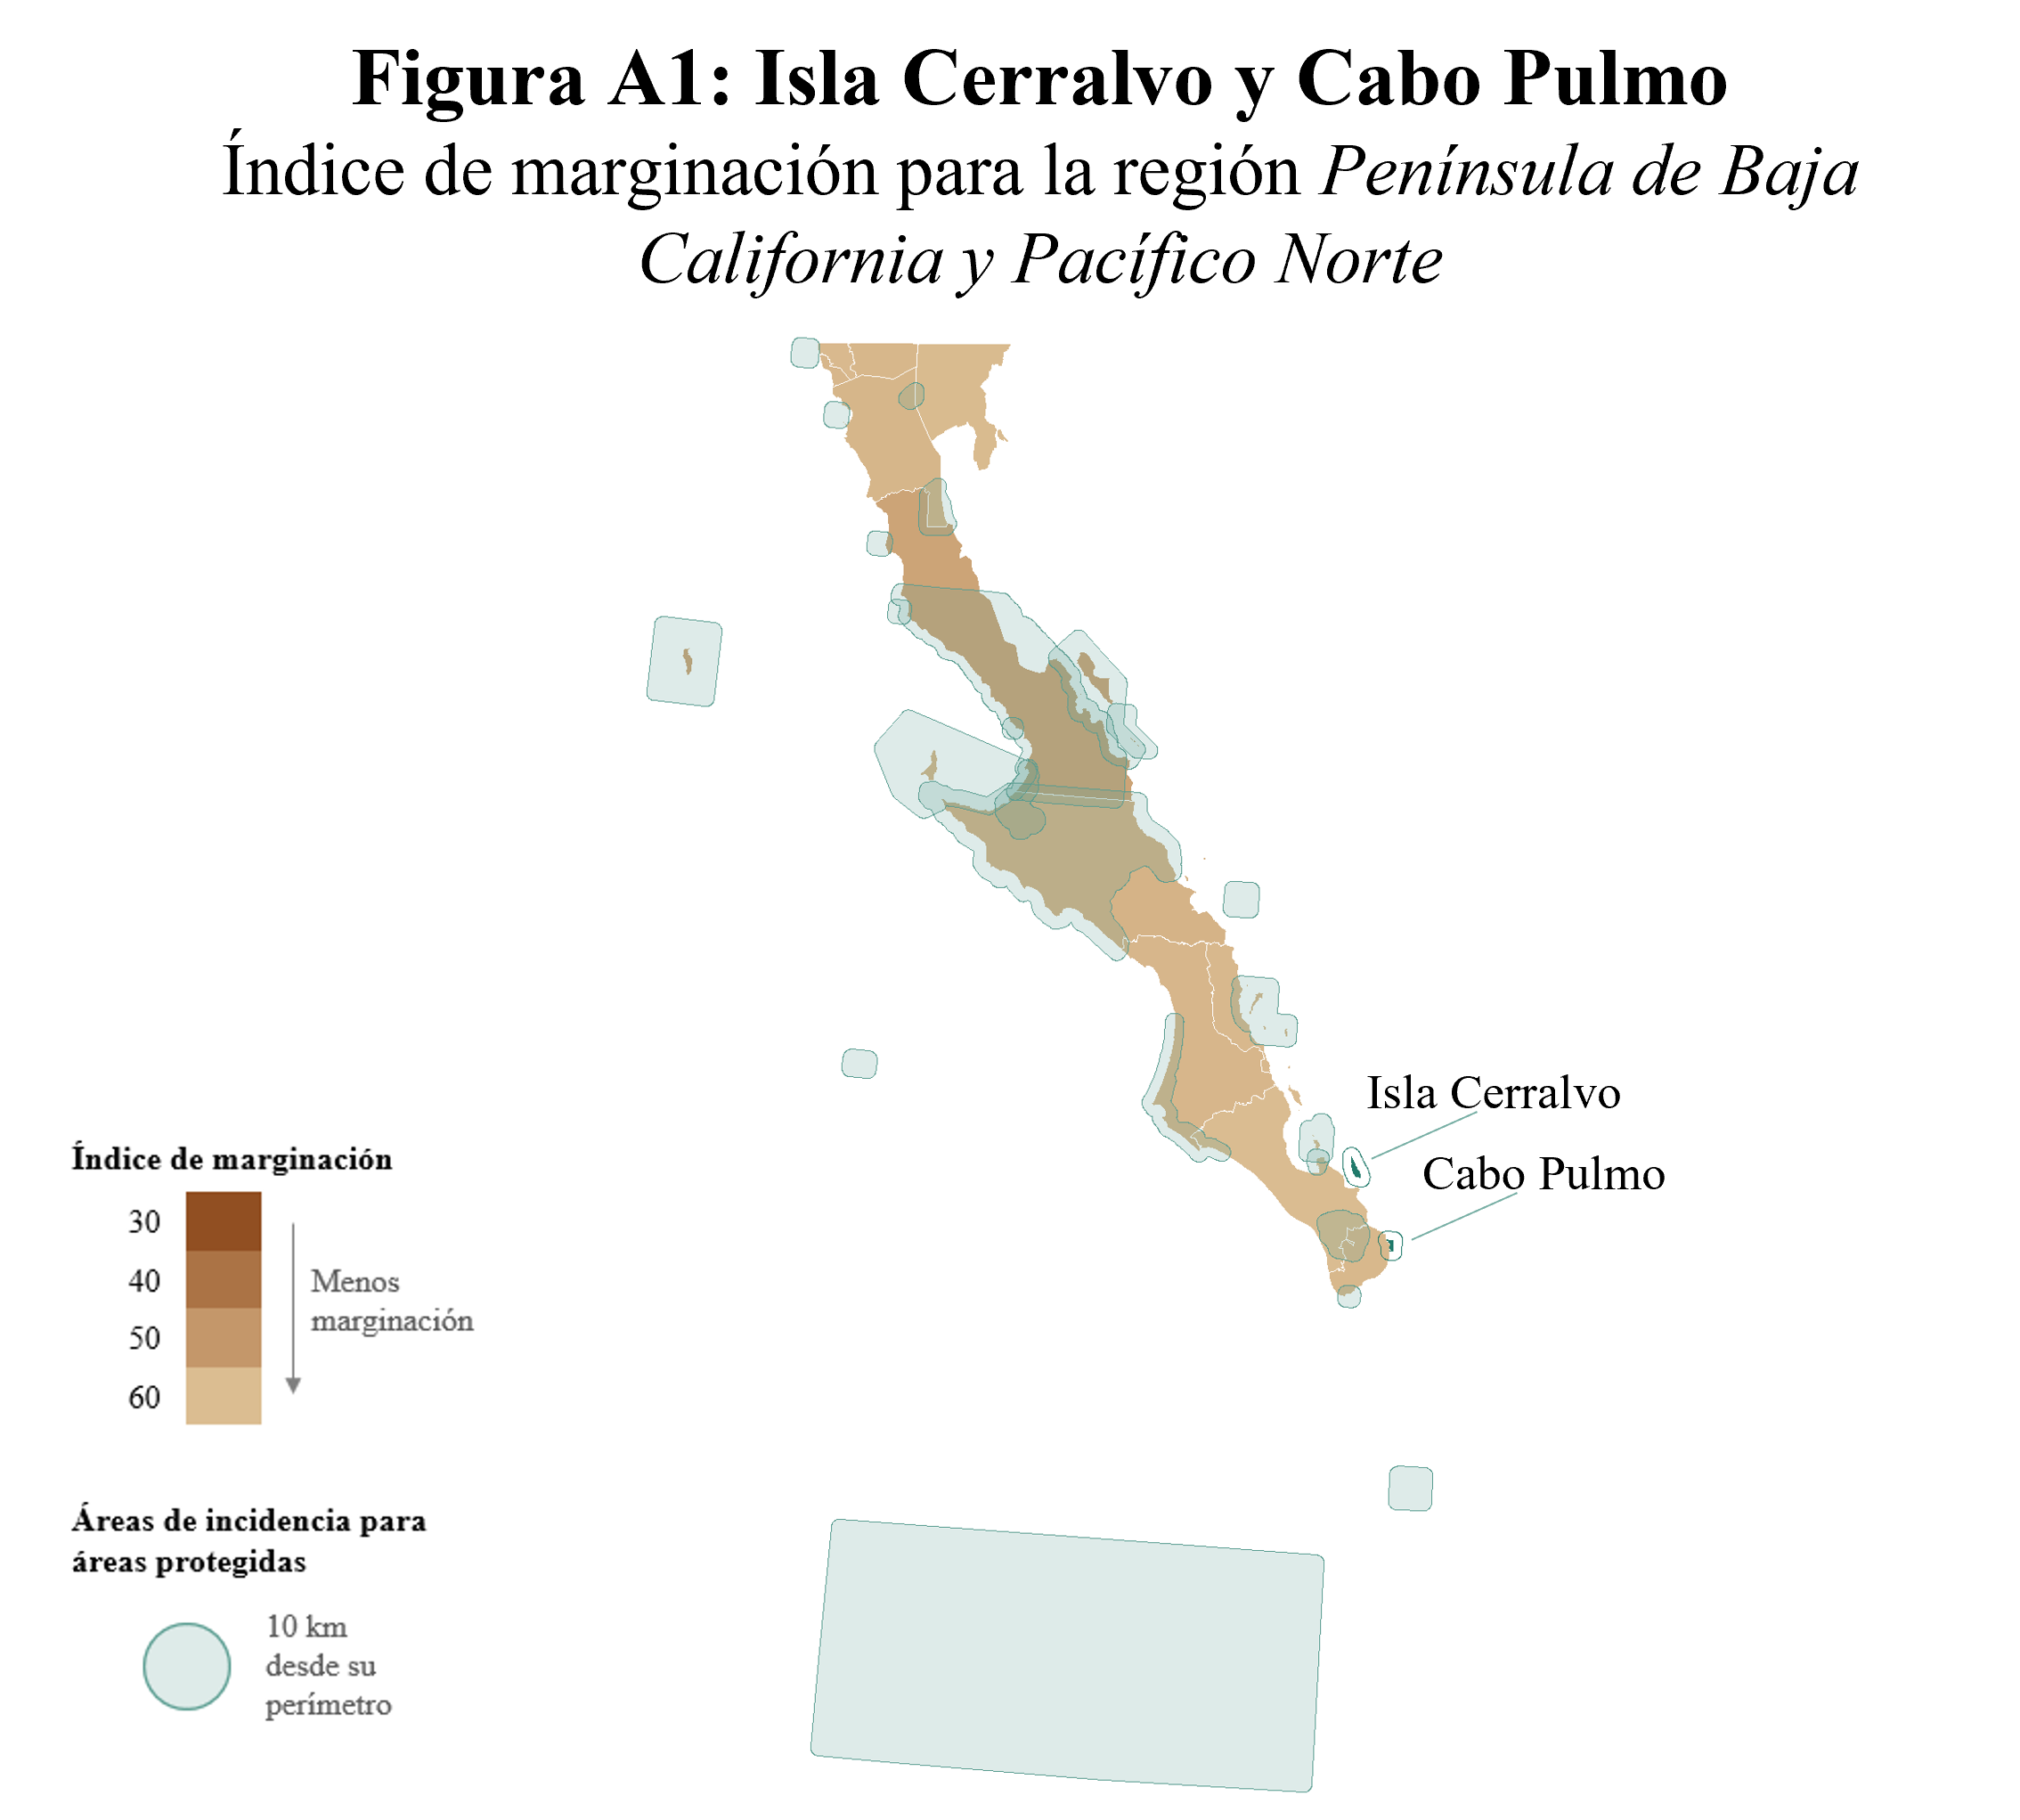 Figura A1: Isla Cerralvo y Cabo Pulmo
Índice de marginación para la región Península de Baja
California y Pacífico Norte
Isla Cerralvo
Cabo Pulmo
Índice de marginación
30
40
50
60
Menos
marginación
Áreas de incidencia para
áreas protegidas
10 km
desde su
perímetro